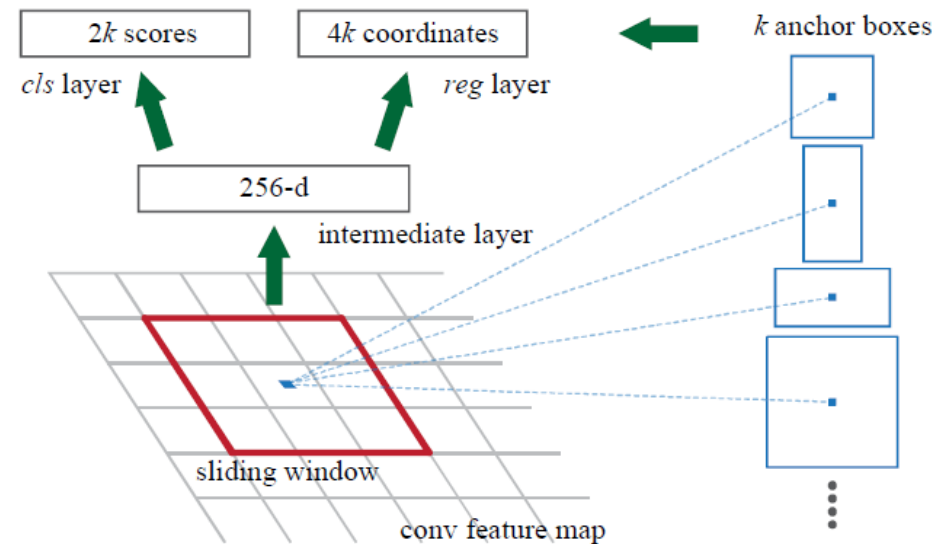 2k scores
4k coordinates
k anchor boxes
cls layer
reg layer
256-d
intermediate layer
sliding window
conv feature map